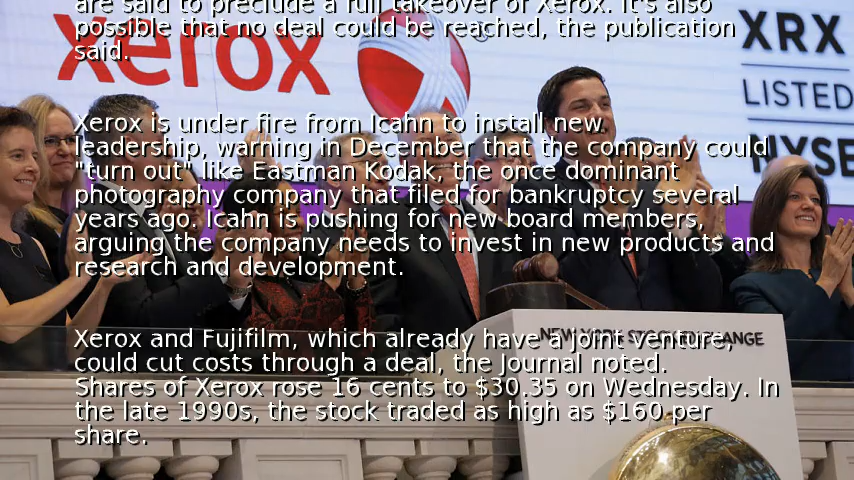 are said to preclude a full takeover of Xerox. It's also
possible that no deal could be reached, the publication
said.
xerox
XRX
LISTED
NYSE
Xerox is under fire from Icahn to install new
leadership, warning in December that the company could
"turn out" like Eastman Kodak, the once dominant
photography company that filed for bankruptcy several
years ago. Icahn is pushing for new board members,
arguing the company needs to invest in new products and
research and development.
Xerox and Fujifilm, which already have a joint venture,
could cut costs through a deal, the Journal noted.
Shares of Xerox rose 16 cents to $30.35 on Wednesday. In
the late 1990s, the stock traded as high as $160 per
share.
NEW YORK STOCK EXCHANGE